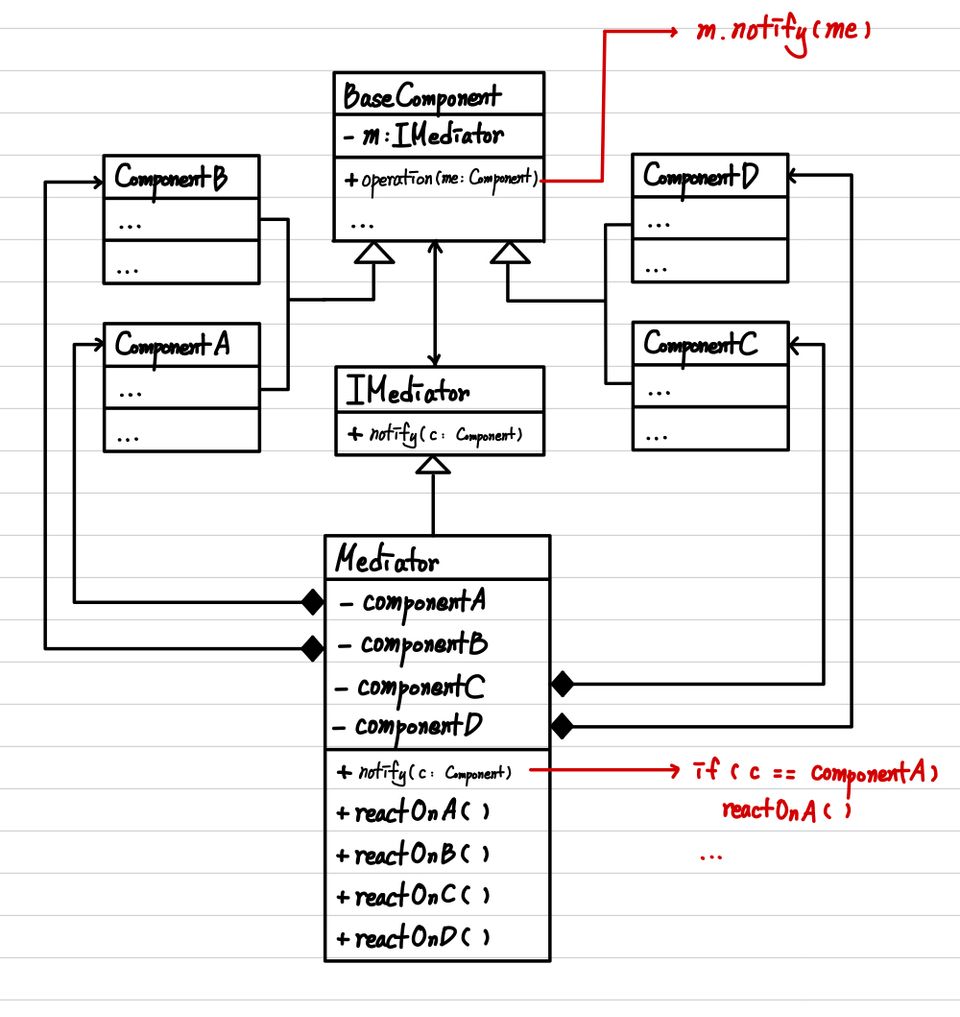 m.notify(me)
BaseComponent
- m:IMediator
+ operation(me:Component)
...
ComponentB
...
...
ComponentD
...
...
ComponentA
...
...
IMediator
+ notify(c: Component)
ComponentC
...
...
Mediator
- componentA
- componentB
- componentC
- componentD
+ notify(c: Component)
+ reactOnA( )
+ reactOnB( )
+ reactOnC( )
+ reactOnD( )
if ( c == ComponentA)
reactOnA( )
...